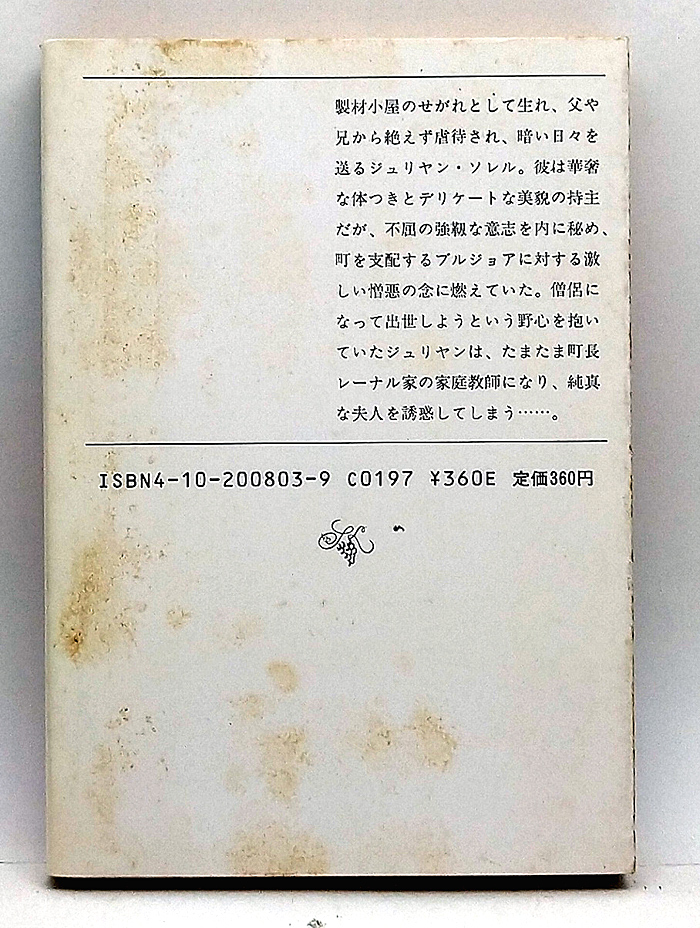 製材小屋のせがれとして生れ、父や
兄から絶えず虐待され、暗い日々を
送るジュリヤン・ソレル。彼は華奢
な体つきとデリケートな美貌の持主
だが、不屈の強靱な意志を内に秘め、
町を支配するブルジョアに対する激
しい憎悪の念に燃えていた。僧侶に
なって出世しようという野心を抱い
ていたジュリヤンは、たまたま町長
レーナル家の家庭教師になり、純真
な夫人を誘惑してしまう……。
ISBN4-10-200803-9 C0197 ¥360E 定価360円